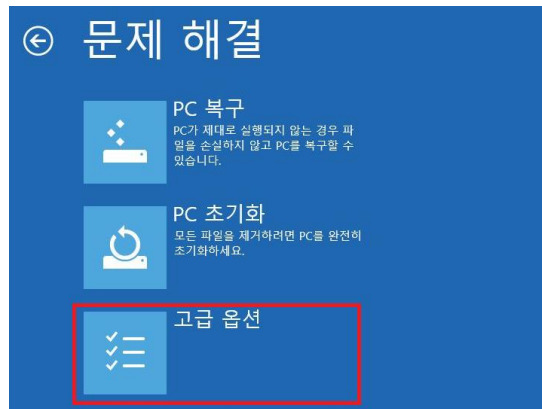 문제 해결
PC 복구
PC가 제대로 실행되지 않는 경우 파
일을 손실하지 않고 PC를 복구할 수
있습니다.
PC 초기화
모든 파일을 제거하려면 PC를 완전히
초기화하세요.
고급 옵션